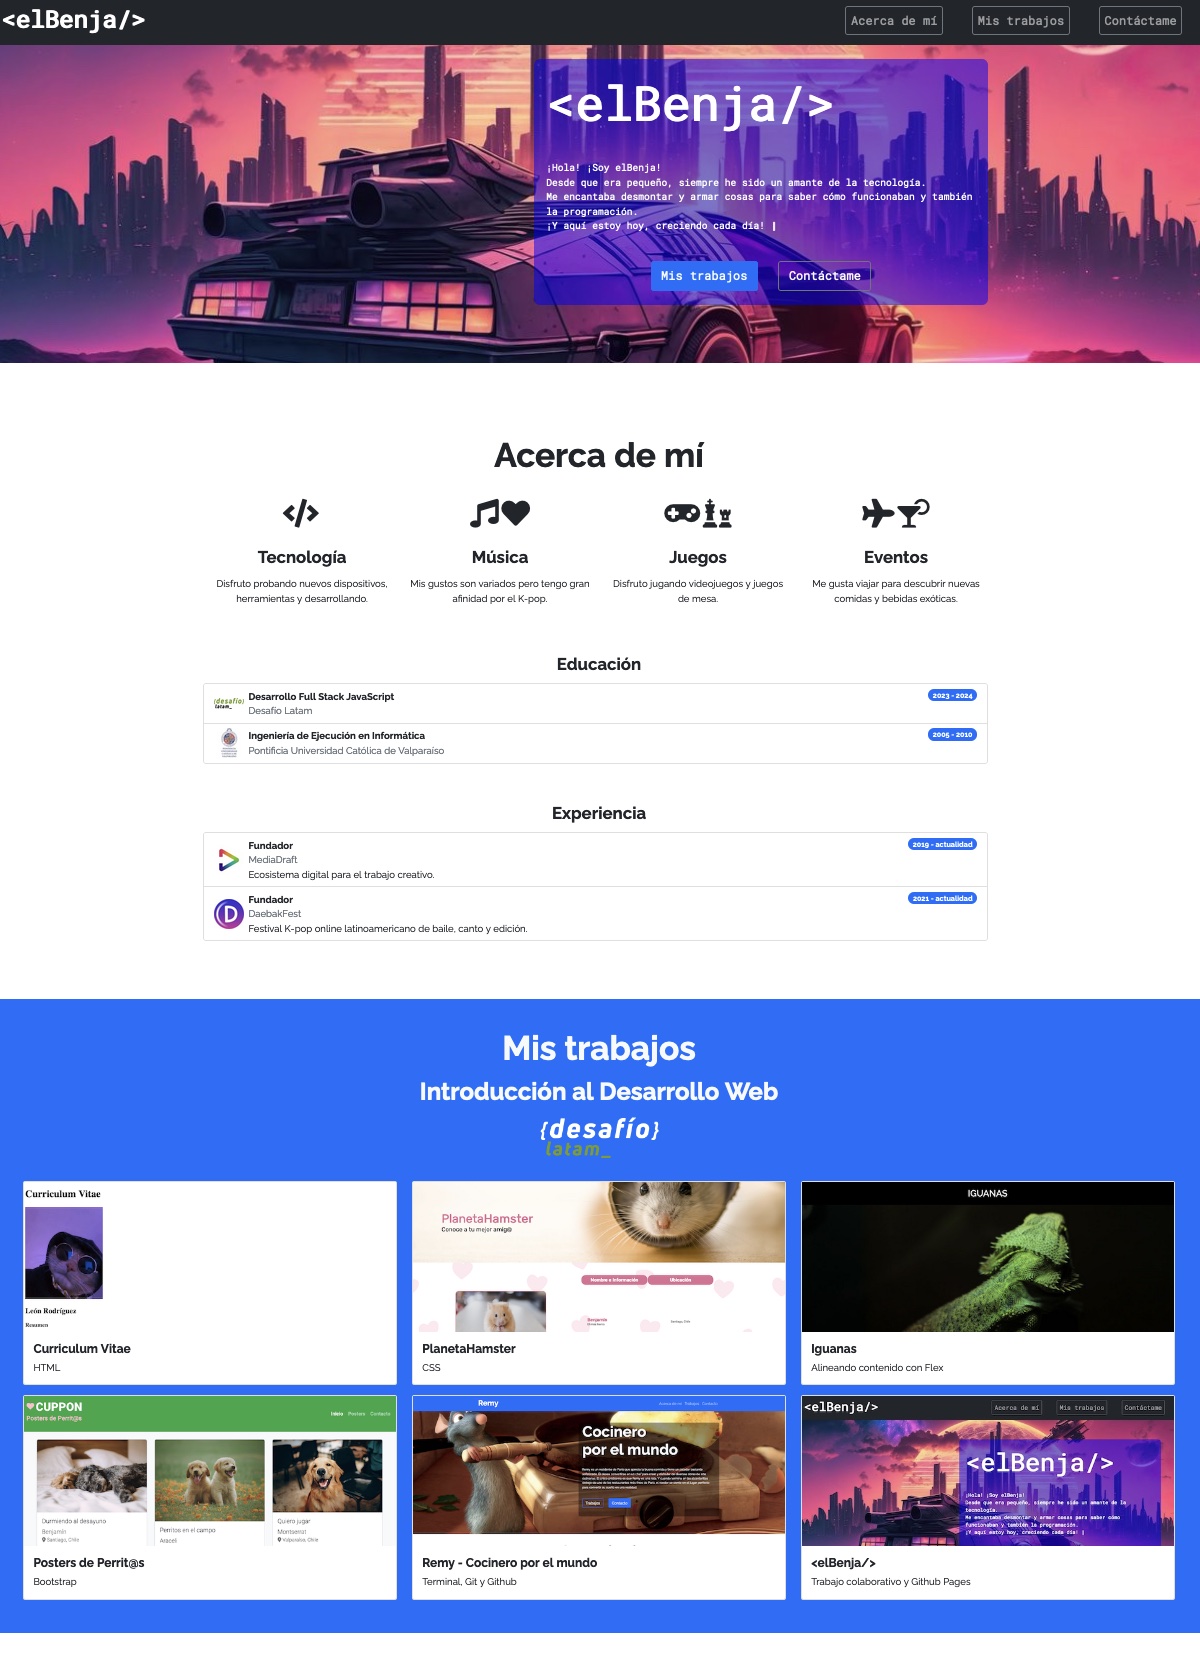 <elBenja/>
Acerca de mí
Mis trabajos
Contáctame
<elBenja/>
¡Hola! ¡Soy elBenja!
Desde que era pequeño, siempre he sido un amante de la tecnología.
Me encantaba desmontar y armar cosas para saber cómo funcionaban y también
la programación.
¡Y aquí estoy hoy, creciendo cada día! |
Mis trabajos
Contáctame
Acerca de mí
Tecnología
Disfruto probando nuevos dispositivos,
herramientas y desarrollando.
Música
Mis gustos son variados pero tengo gran
afinidad por el K-pop.
Juegos
Disfruto jugando videojuegos y juegos
de mesa.
Eventos
Me gusta viajar para descubrir nuevas
comidas y bebidas exóticas.
Educación
{desafío}
latam_
Desarrollo Full Stack JavaScript
2023 - 2024
Desafío Latam
Ingeniería de Ejecución en Informática
2005 - 2010
Pontificia Universidad Católica de Valparaíso
Experiencia
Fundador
2019 - actualidad
MediaDraft
Ecosistema digital para el trabajo creativo.
D
Fundador
2021 - actualidad
DaebakFest
Festival K-pop online latinoamericano de baile, canto y edición.
Mis trabajos
Introducción al Desarrollo Web
{desafío}
latam_
Curriculum Vitae
León Rodríguez
Resumen
Curriculum Vitae
HTML
PlanetaHamster
Conoce a tu mejor amig@
Nombre e Información
Ubicación
Benjamín
Santiago, Chile
PlanetaHamster
CSS
IGUANAS
Iguanas
Alineando contenido con Flex
CUPPON
Posters de Perrit@s
Inicio
Posters
Contacto
Durmiendo al desayuno
Benjamín
Santiago, Chile
Perritos en el campo
Araceli
Quiero jugar
Montserrat
Valparaíso, Chile
Posters de Perrit@s
Bootstrap
Remy
Acerca de mí
Trabajos
Contacto
Cocinero
por el mundo
Trabajos
Contacto
Remy - Cocinero por el mundo
Terminal, Git y Github
<elBenja/>
Acerca de mí
Mis trabajos
Contáctame
<elBenja/>
¡Hola! ¡Soy elBenja!
Desde que era pequeño, siempre he sido un amante de la
tecnología.
Me encantaba desmontar y armar cosas para saber cómo
funcionaban y también la programación.
¡Y aquí estoy hoy, creciendo cada día! |
<elBenja/>
Trabajo colaborativo y Github Pages